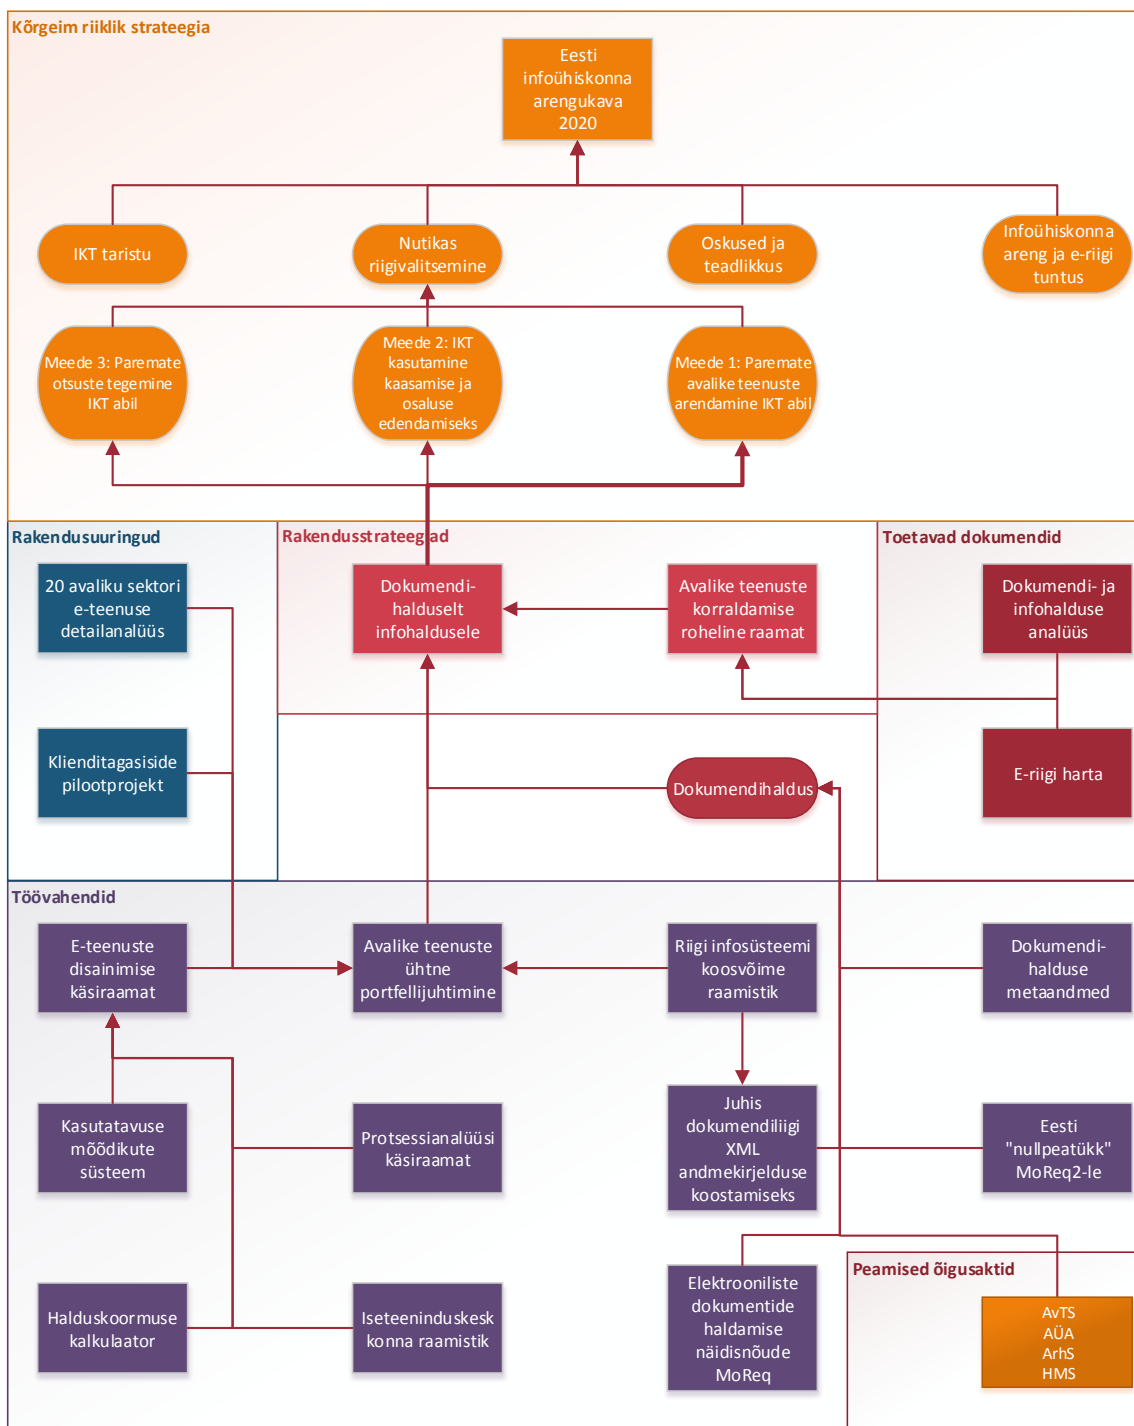 Kõrgeim riiklik strateegia
Eesti
infoühiskonna
arengukava
2020
IKT taristu
Nutikas
riigivalitsemine
Oskused ja
teadlikkus
Infoühiskonna
areng ja e-riigi
tuntus
Meede 3: Paremate
otsuste tegemine
IKT abil
Meede 2: IKT
kasutamine
kaasamise ja
osaluse
edendamiseks
Meede 1: Paremate
avalike teenuste
arendamine IKT abil
Rakendusuuringud
20 avaliku sektori
e-teenuse
detailanalüüs
Klienditagasiside
pilootprojekt
Rakendusstrateegiad
Dokumendi-
halduselt
infohaldusele
Avalike teenuste
korraldamise
roheline raamat
Toetavad dokumendid
Dokumendi- ja
infohalduse
analüüs
E-riigi harta
Dokumendihaldus
Töövahendid
E-teenuste
disainimise
käsiraamat
Avalike teenuste
ühtne
portfellijuhtimine
Riigi infosüsteemi
koosvõime
raamistik
Dokumendi-
halduse
metaandmed
Kasutatavuse
mõõdikute
süsteem
Protsessianalüüsi
käsiraamat
Juhis
dokumendiliigi
XML
andmekirjelduse
koostamiseks
Eesti
"nullpeatükk"
MoReq2-le
Halduskoormuse
kalkulaator
Iseteeninduskesk
konna raamistik
Elektrooniliste
dokumentide
haldamise
näidisnõude
MoReq
Peamised õigusaktid
AvTS
AÜA
ArhS
HMS